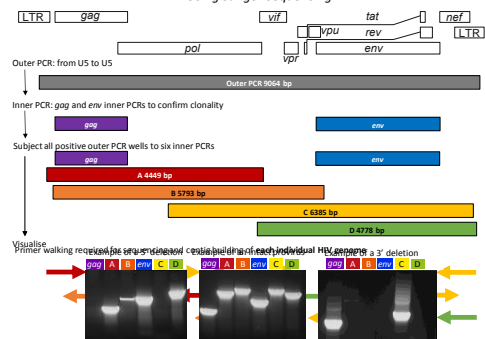 gag
vif
tat
nef
LTR
vpu
rev
LTR
pol
vpr
env
Outer PCR: from U5 to U5
Outer PCR 9064 bp
Inner PCR: gag and env inner PCRs to confirm clonality
gag
env
Subject all positive outer PCR wells to six inner PCRs
gag
env
A 4449 bp
B 5793 bp
C 6385 bp
D 4778 bp
Visualise
Primer walking required for sequencing and contig building of each individual HIV genome
Example of a 5' deletion
Example of a 3' deletion
gag A B env C D
gag A B env C D
gag A B env C D